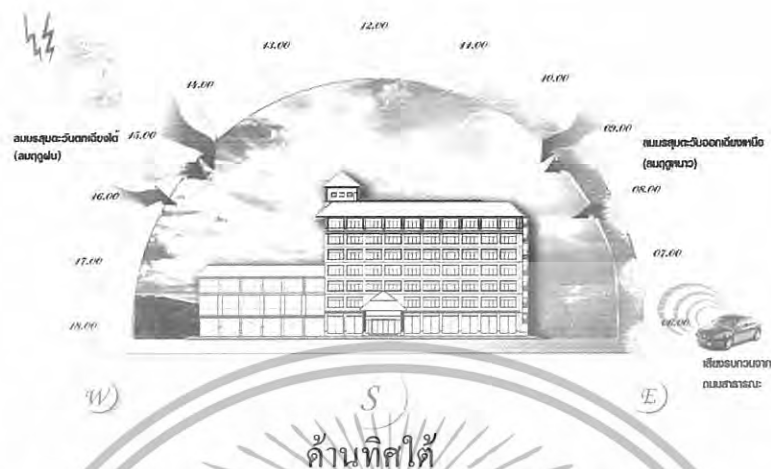 12.00
13.00
11.00
14.00
10.00
15.00
09.00
ลมมรสุมตะวันตกเฉียงใต้
(ลมฤดูฝน)
ลมมรสุมตะวันออกเฉียงเหนือ
(ลมฤดูหนาว)
16.00
08.00
17.00
07.00
18.00
06.00
เสียงรบกวนจาก
ถนนสาธารณะ
W
S
E
ด้านทิศใต้